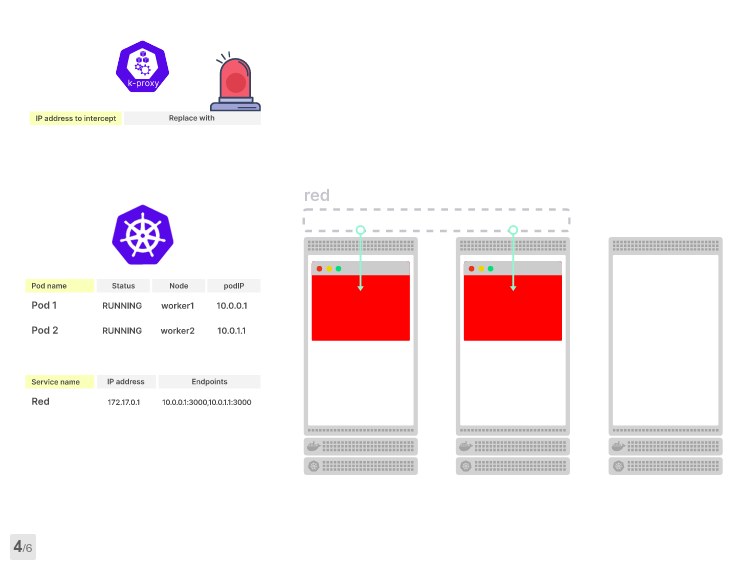 k-proxy
IP address to intercept Replace with
red
Pod name Status Node podIP
Pod 1 RUNNING worker1 10.0.0.1
Pod 2 RUNNING worker2 10.0.1.1
Service name IP address Endpoints
Red 172.17.0.1 10.0.0.1:3000,10.0.1.1:3000
4/6